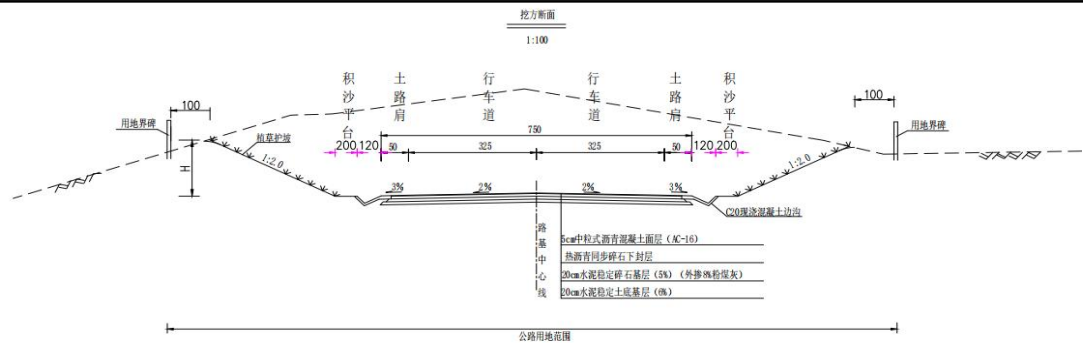 挖方断面
1:100
积沙平台
土路肩
行车道
行车道
土路肩
积沙平台
100
100
用地界碑
用地界碑
植草护坡
750
200
120
50
325
325
50
120
200
1:2.0
1:2.0
H
3%
2%
2%
3%
C20现浇混凝土边沟
路基中心线
5cm中粒式沥青混凝土面层(AC-16)
热沥青同步碎石下封层
20cm水泥稳定碎石基层(5%)(外掺8%粉煤灰)
20cm水泥稳定土底基层(6%)
公路用地范围